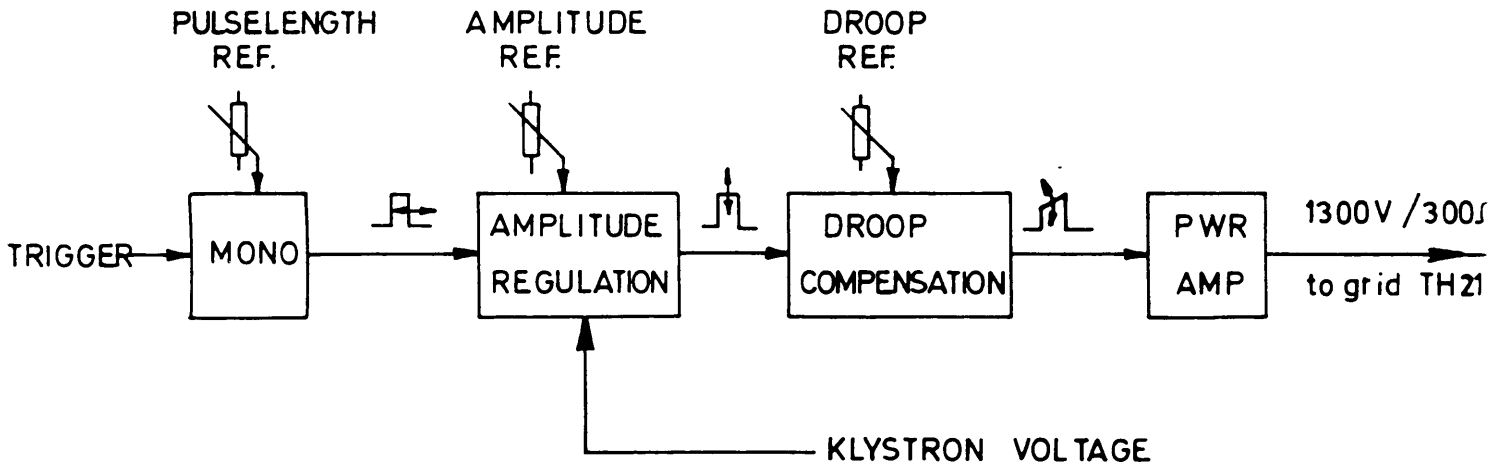 PULSELENGTH
REF.
AMPLITUDE
REF.
DROOP
REF.
TRIGGER
MONO
AMPLITUDE
REGULATION
DROOP
COMPENSATION
PWR
AMP
1300V / 300Ω
to grid TH21
KLYSTRON VOLTAGE